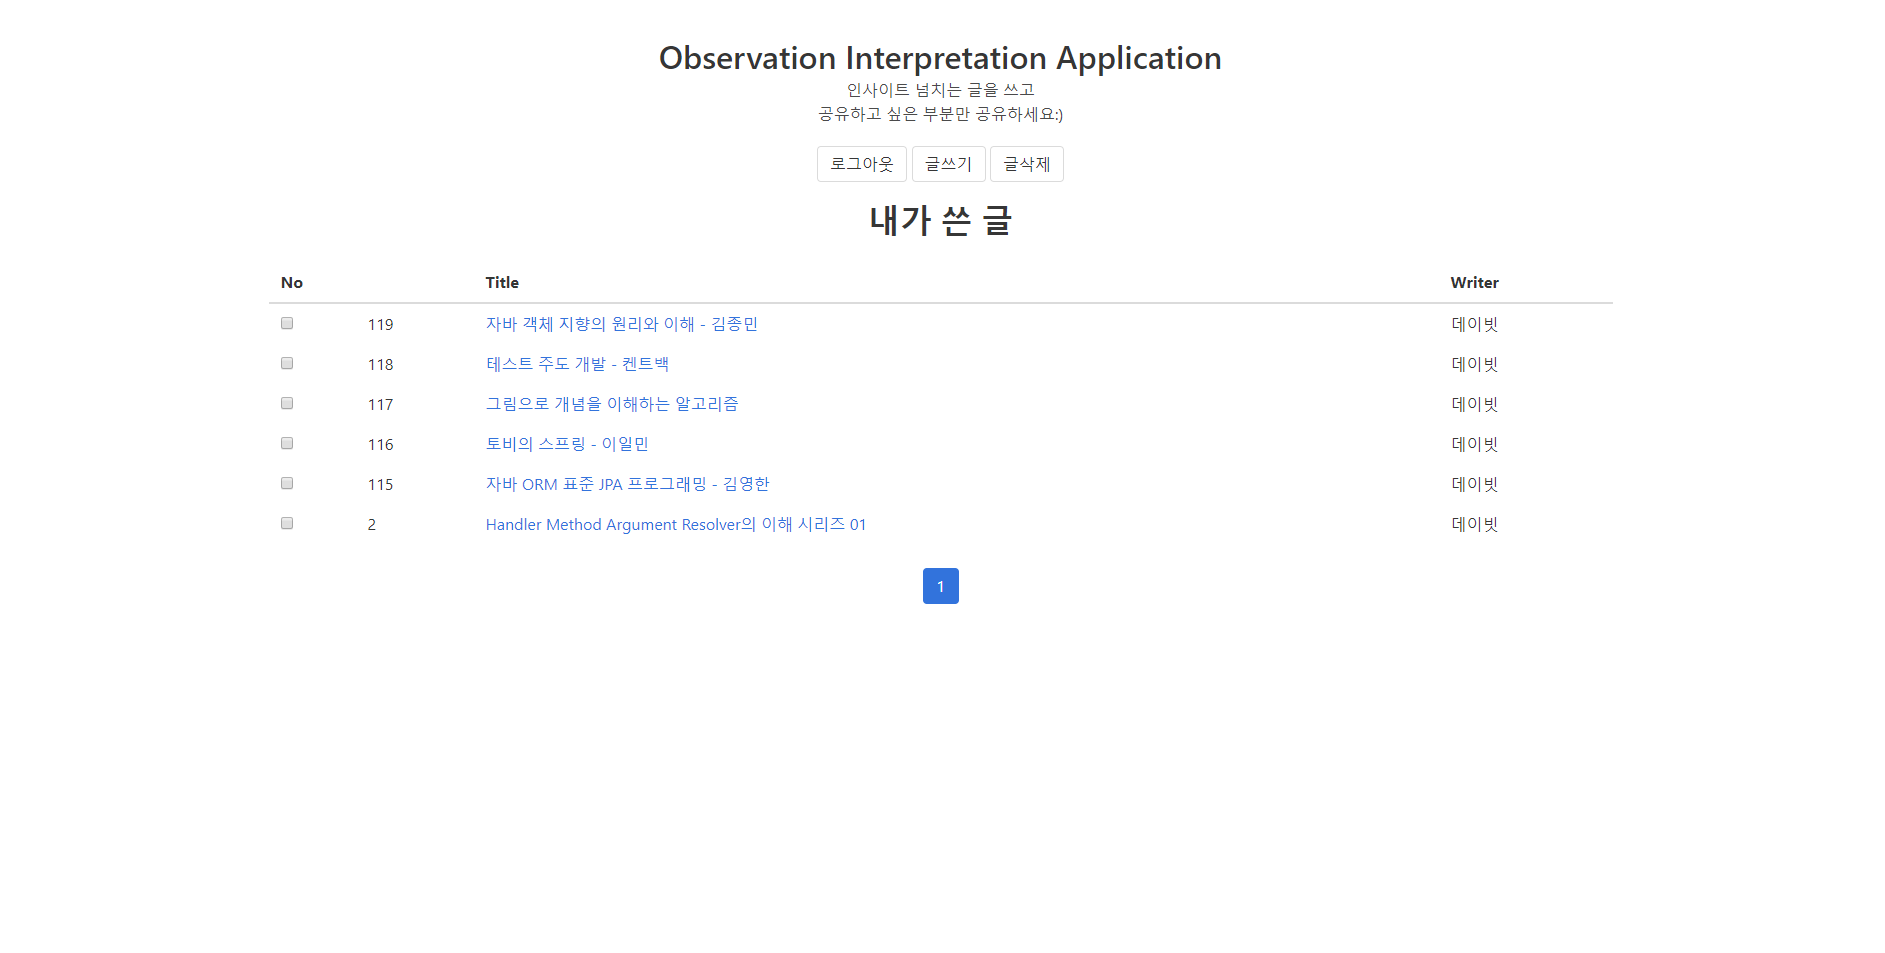 Observation Interpretation Application
인사이트 넘치는 글을 쓰고
공유하고 싶은 부분만 공유하세요:)
로그아웃 글쓰기 글삭제
내가 쓴 글
No Title Writer
119 자바 객체 지향의 원리와 이해 - 김종민 데이빗
118 테스트 주도 개발 - 켄트백 데이빗
117 그림으로 개념을 이해하는 알고리즘 데이빗
116 토비의 스프링 - 이일민 데이빗
115 자바 ORM 표준 JPA 프로그래밍 - 김영한 데이빗
2 Handler Method Argument Resolver의 이해 시리즈 01 데이빗
1